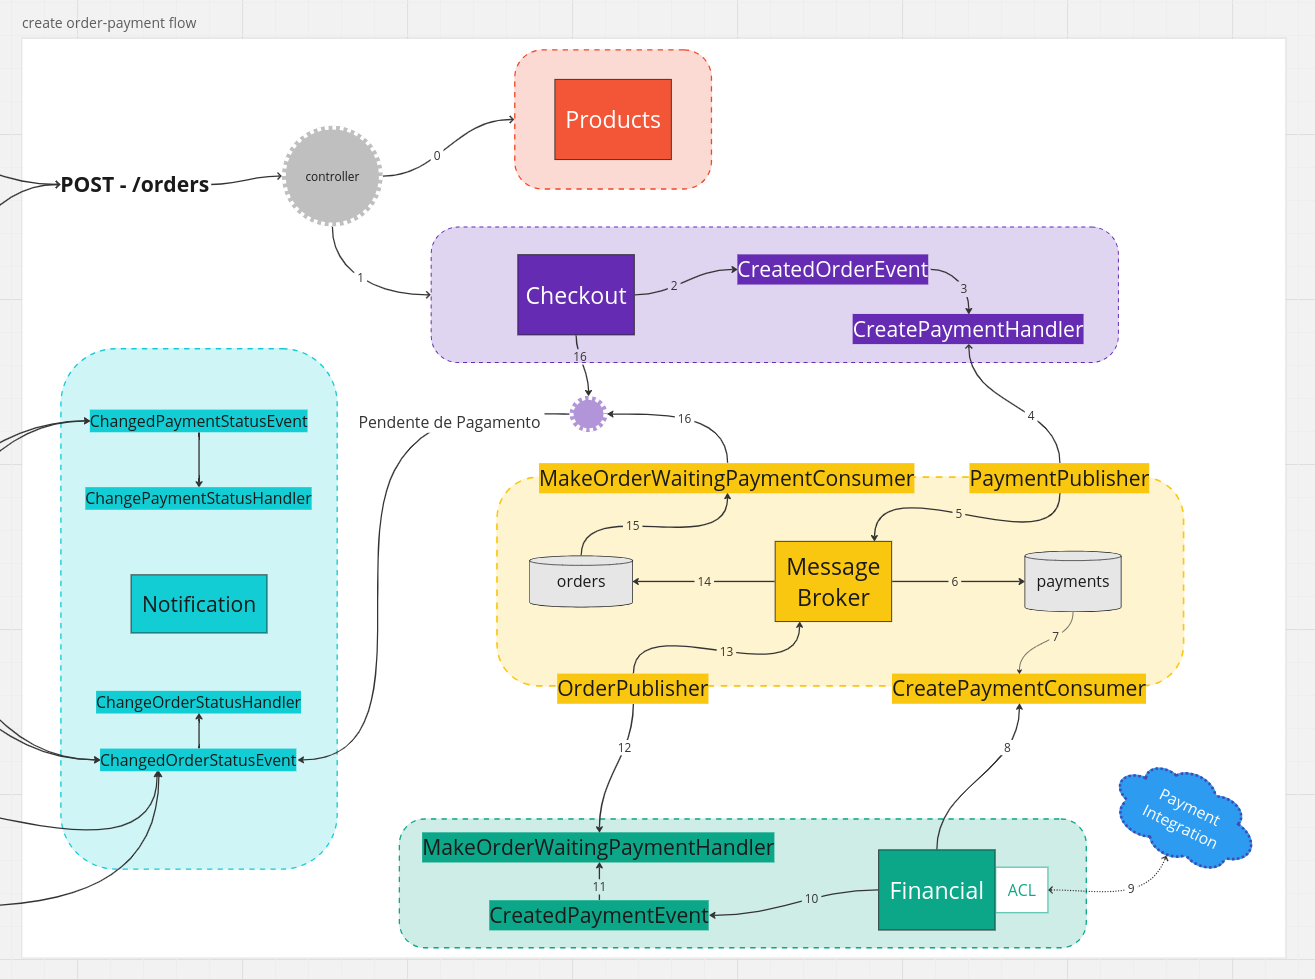 create order-payment flow
Products
0
controller
POST - /orders
1
Checkout
2
CreatedOrderEvent
3
CreatePaymentHandler
16
4
Pendente de Pagamento
16
ChangedPaymentStatusEvent
ChangePaymentStatusHandler
Notification
ChangeOrderStatusHandler
ChangedOrderStatusEvent
MakeOrderWaitingPaymentConsumer
PaymentPublisher
15
5
orders
14
Message
Broker
6
payments
13
7
OrderPublisher
CreatePaymentConsumer
12
8
Payment
Integration
MakeOrderWaitingPaymentHandler
11
CreatedPaymentEvent
10
Financial
ACL
9